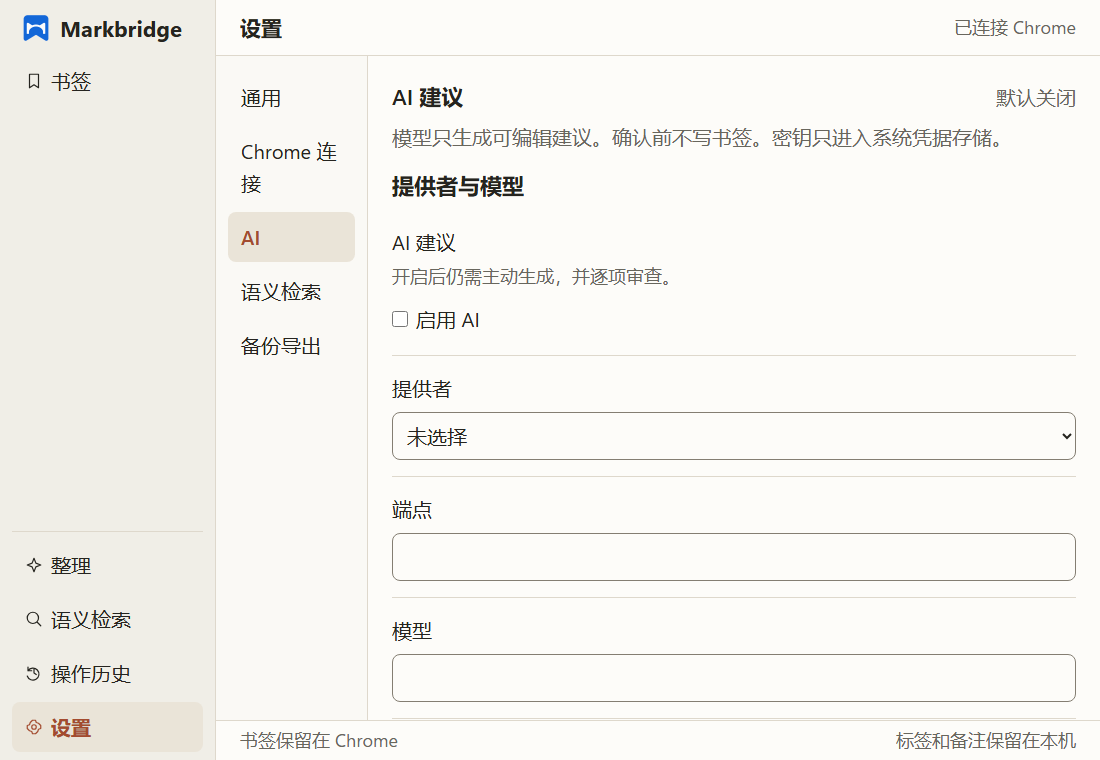 Markbridge
书签
整理
语义检索
操作历史
设置
设置
已连接 Chrome
通用
Chrome 连
接
AI
语义检索
备份导出
AI 建议
默认关闭
模型只生成可编辑建议。确认前不写书签。密钥只进入系统凭据存储。
提供者与模型
AI 建议
开启后仍需主动生成，并逐项审查。
启用 AI
提供者
未选择
端点
模型
书签保留在 Chrome
标签和备注保留在本机